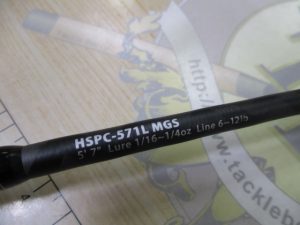 HSPC-571L MGS
5' 7" Lure 1/16~1/4oz Line 6~12lb
http://
www.tackleb